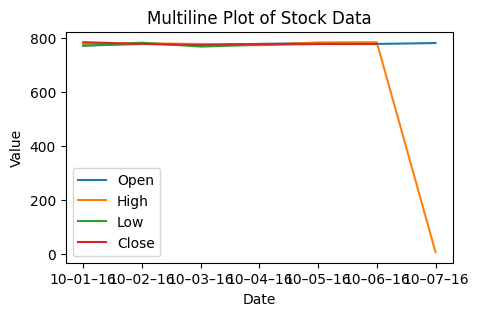 Multiline Plot of Stock Data
Value
800
600
400
200
0
Open
High
Low
Close
10–01–16 10–02–16 10–03–16 10–04–16 10–05–16 10–06–16 10–07–16
Date